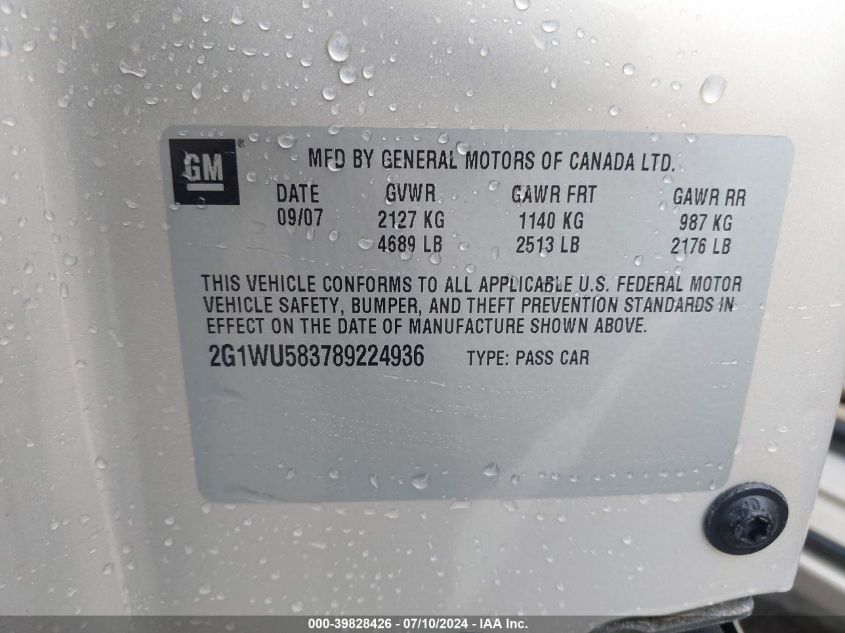 GM®
MFD BY GENERAL MOTORS OF CANADA LTD.
DATE GVWR GAWR FRT GAWR RR
09/07 2127 KG 1140 KG 987 KG
4689 LB 2513 LB 2176 LB
THIS VEHICLE CONFORMS TO ALL APPLICABLE U.S. FEDERAL MOTOR
VEHICLE SAFETY, BUMPER, AND THEFT PREVENTION STANDARDS IN
EFFECT ON THE DATE OF MANUFACTURE SHOWN ABOVE.
2G1WU583789224936 TYPE: PASS CAR
000-39828426 - 07/10/2024 - IAA Inc.